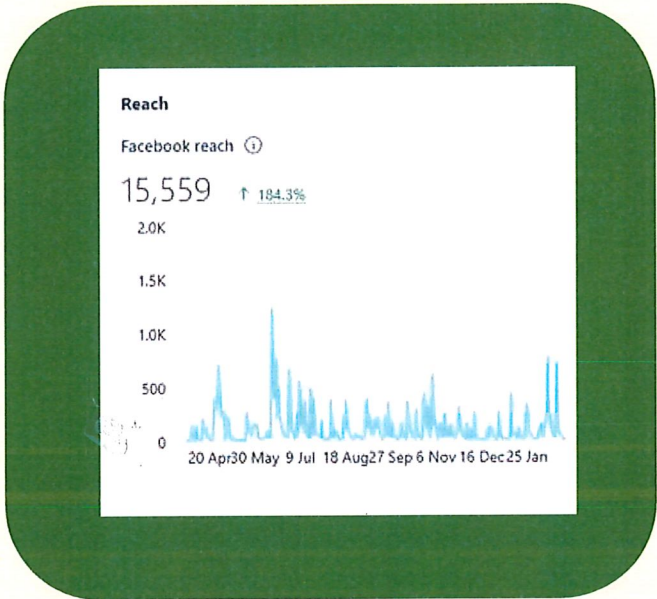 Reach
Facebook reach
15,559 ↑ 184.3%
2.0K
1.5K
1.0K
500
0
20 Apr30 May 9 Jul 18 Aug27 Sep 6 Nov 16 Dec25 Jan